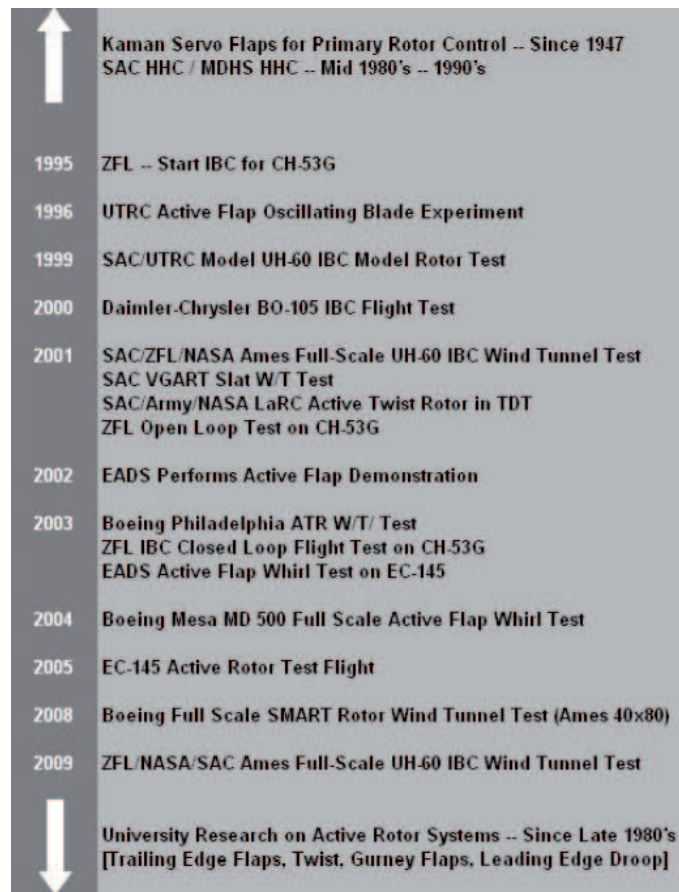 Kaman Servo Flaps for Primary Rotor Control -- Since 1947
SAC HHC / MDHS HHC -- Mid 1980's -- 1990's
1995 ZFL -- Start IBC for CH-53G
1996 UTRC Active Flap Oscillating Blade Experiment
1999 SAC/UTRC Model UH-60 IBC Model Rotor Test
2000 Daimler-Chrysler BO-105 IBC Flight Test
2001 SAC/ZFL/NASA Ames Full-Scale UH-60 IBC Wind Tunnel Test
SAC VGART Slat W/T Test
SAC/Army/NASA LaRC Active Twist Rotor in TDT
ZFL Open Loop Test on CH-53G
2002 EADS Performs Active Flap Demonstration
2003 Boeing Philadelphia ATR W/T/ Test
ZFL IBC Closed Loop Flight Test on CH-53G
EADS Active Flap Whirl Test on EC-145
2004 Boeing Mesa MD 500 Full Scale Active Flap Whirl Test
2005 EC-145 Active Rotor Test Flight
2008 Boeing Full Scale SMART Rotor Wind Tunnel Test (Ames 40x80)
2009 ZFL/NASA/SAC Ames Full-Scale UH-60 IBC Wind Tunnel Test
University Research on Active Rotor Systems -- Since Late 1980's
[Trailing Edge Flaps, Twist, Gurney Flaps, Leading Edge Droop]